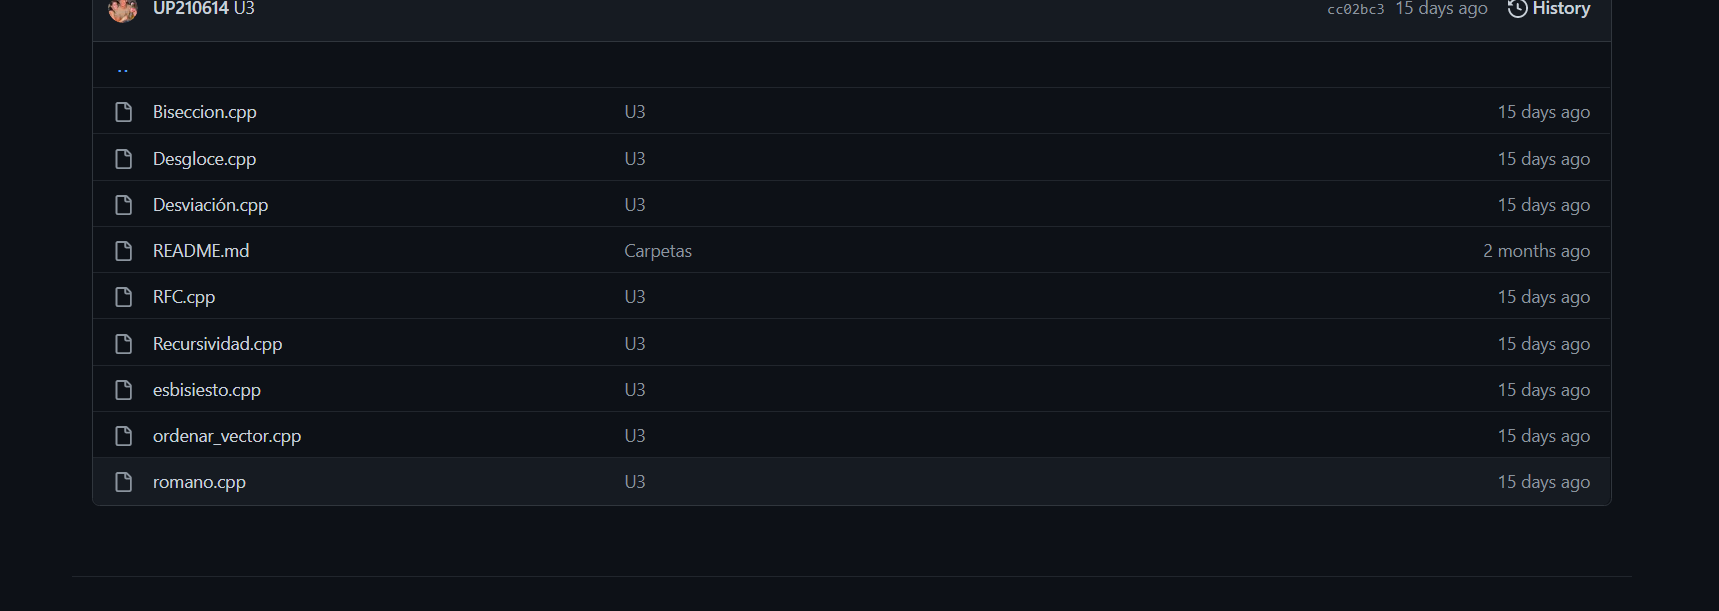 UP210614 U3 cc02bc3 15 days ago History
..
Biseccion.cpp U3 15 days ago
Desgloce.cpp U3 15 days ago
Desviación.cpp U3 15 days ago
README.md Carpetas 2 months ago
RFC.cpp U3 15 days ago
Recursividad.cpp U3 15 days ago
esbisiesto.cpp U3 15 days ago
ordenar_vector.cpp U3 15 days ago
romano.cpp U3 15 days ago